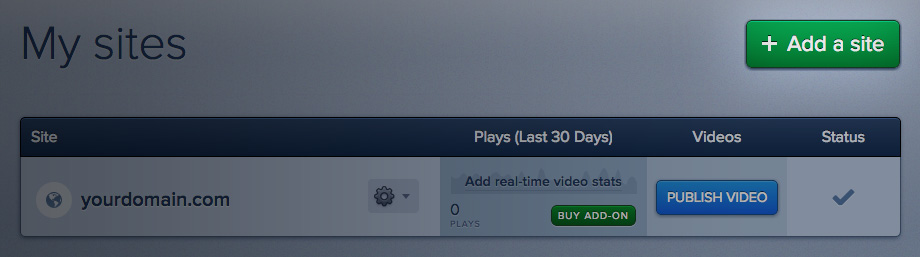 My sites
+ Add a site
Site Plays (Last 30 Days) Videos Status
yourdomain.com
Add real-time video stats
0
PLAYS
BUY ADD-ON
PUBLISH VIDEO